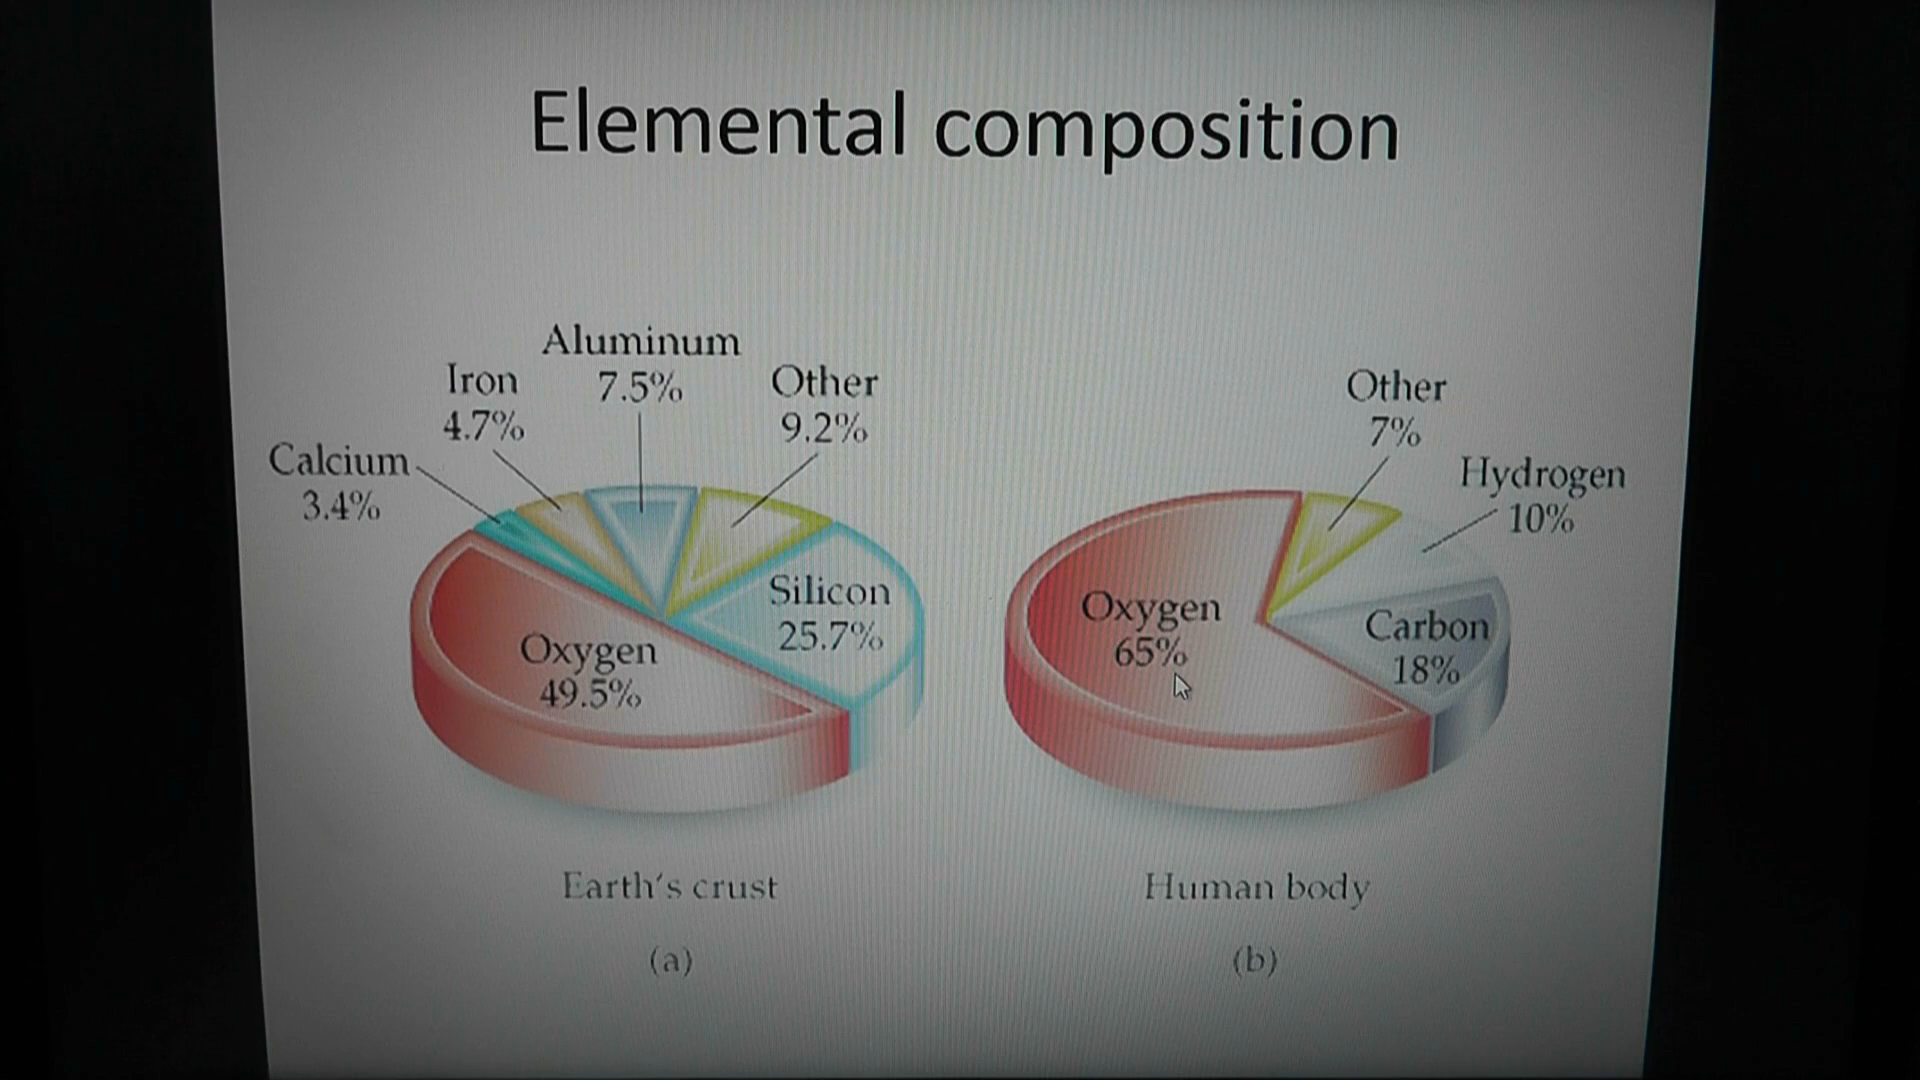 Elemental composition
Aluminum
7.5%
Iron
4.7%
Other
9.2%
Calcium
3.4%
Silicon
25.7%
Oxygen
49.5%
Earth's crust
(a)
Other
7%
Hydrogen
10%
Oxygen
65%
Carbon
18%
Human body
(b)